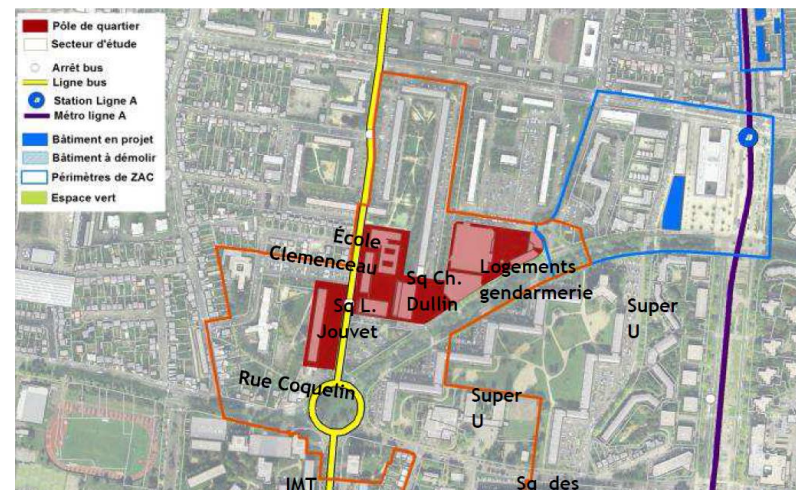 Pôle de quartier
Secteur d'étude
Arrêt bus
Ligne bus
Station Ligne A
Métro ligne A
Bâtiment en projet
Bâtiment à démolir
Périmètres de ZAC
Espace vert
École
Clemenceau
Sq Ch.
Dullin
Logements
gendarmerie
Sq L.
Jouvet
Super
U
Rue Coquelin
Super
U
IMT
Sq des